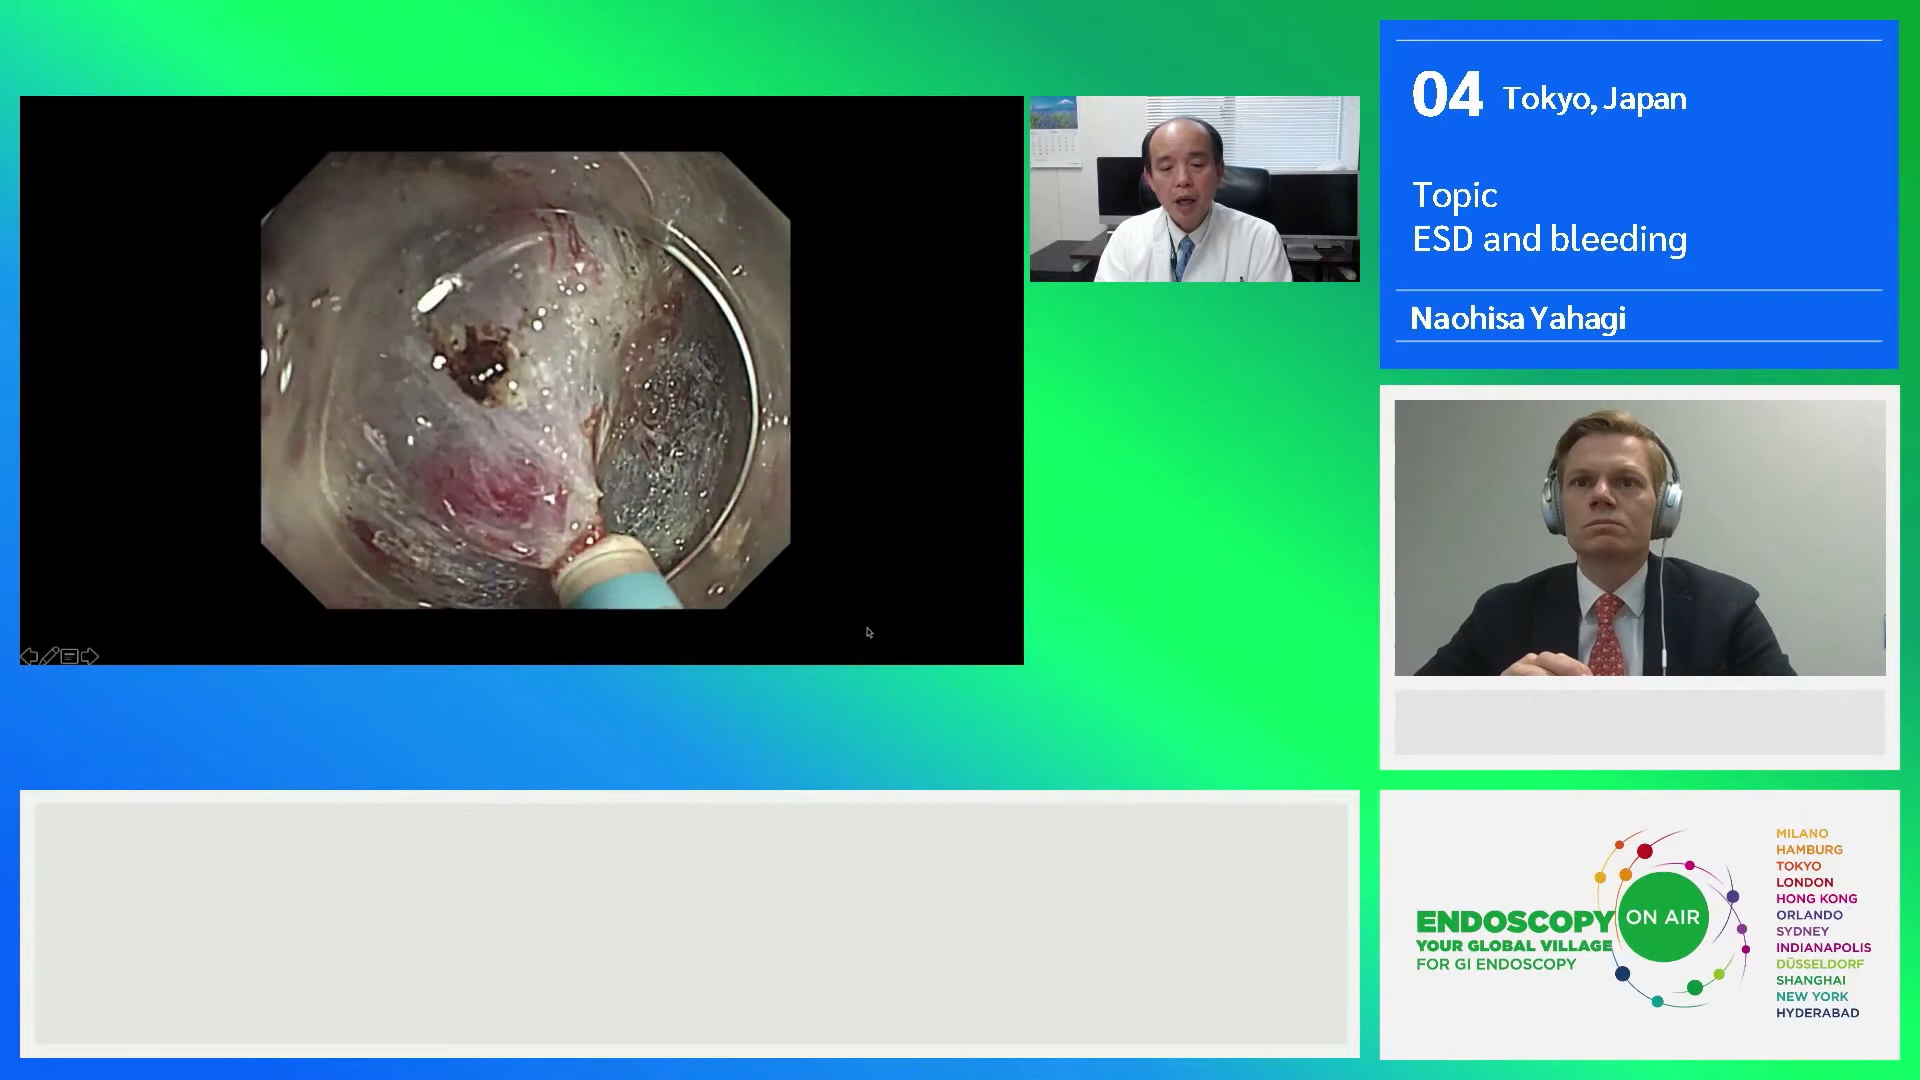 04 Tokyo, Japan
Topic
ESD and bleeding
Naohisa Yahagi
ENDOSCOPY
YOUR GLOBAL VILLAGE
FOR GI ENDOSCOPY
ON AIR
MILANO
HAMBURG
TOKYO
LONDON
HONG KONG
ORLANDO
SYDNEY
INDIANAPOLIS
DÜSSELDORF
SHANGHAI
NEW YORK
HYDERABAD